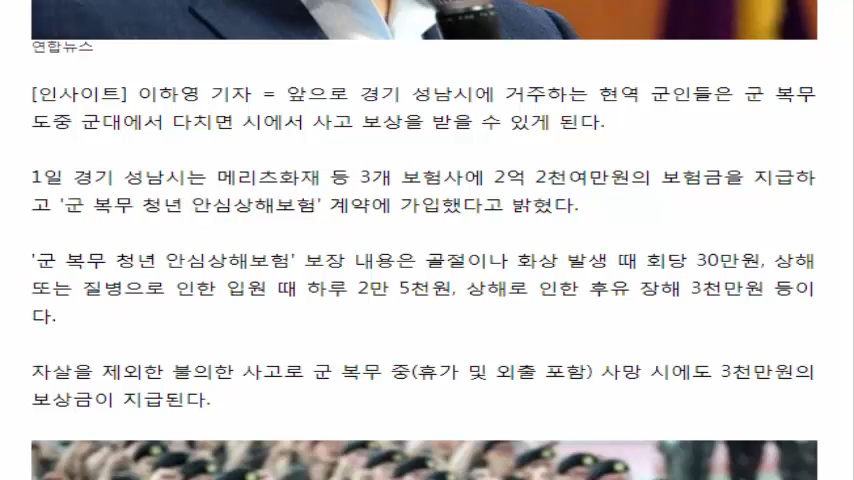 연합뉴스
[인사이트] 이하영 기자 = 앞으로 경기 성남시에 거주하는 현역 군인들은 군 복무
도중 군대에서 다치면 시에서 사고 보상을 받을 수 있게 된다.
1일 경기 성남시는 메리츠화재 등 3개 보험사에 2억 2천여만원의 보험금을 지급하
고 '군 복무 청년 안심상해보험' 계약에 가입했다고 밝혔다.
'군 복무 청년 안심상해보험' 보장 내용은 골절이나 화상 발생 때 회당 30만원, 상해
또는 질병으로 인한 입원 때 하루 2만 5천원, 상해로 인한 후유 장해 3천만원 등이
다.
자살을 제외한 불의한 사고로 군 복무 중(휴가 및 외출 포함) 사망 시에도 3천만원의
보상금이 지급된다.